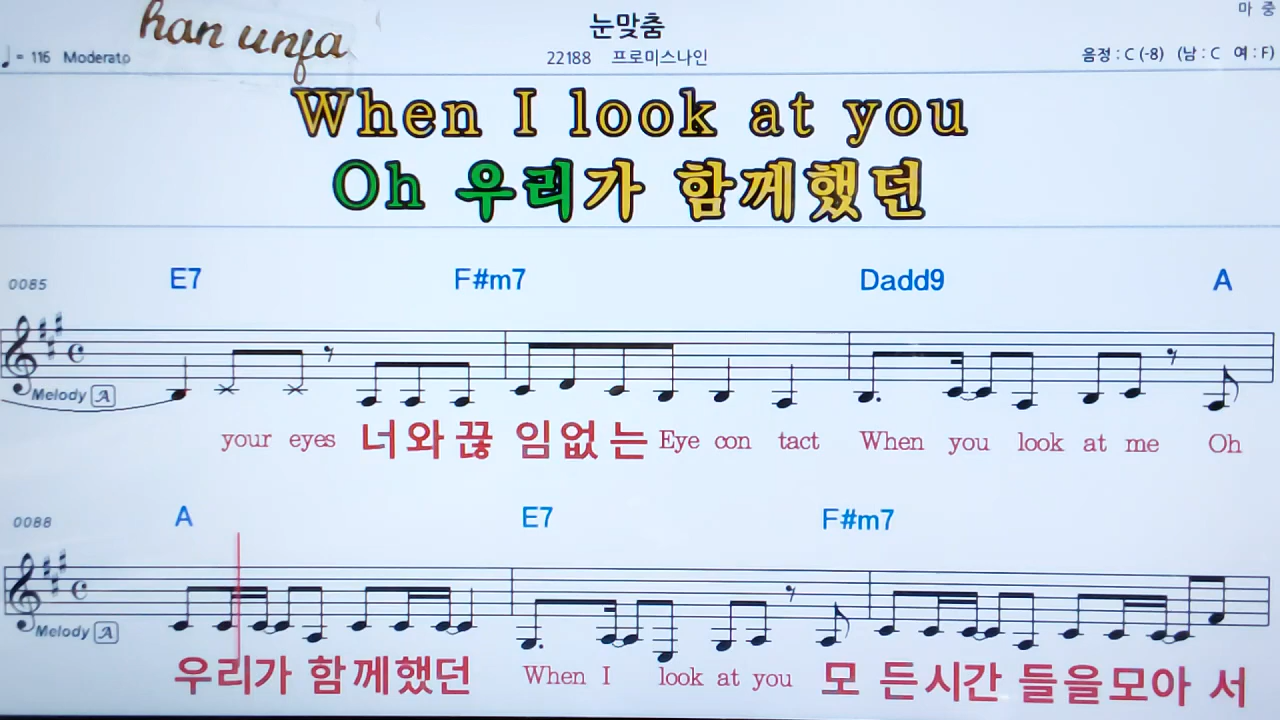 han unja
눈맞춤
마 중
♩= 116 Moderato
22188 프로미스나인
음정 : C (-8) (남 : C 여 : F)
When I look at you
Oh 우리가 함께했던
0085 E7 F#m7 Dadd9 A
Melody A
your eyes 너와끊 임없 는 Eye con tact When you look at me Oh
0088 A E7 F#m7
Melody A
우리가 함께했던 When I look at you 모 든시간 들을모아 서